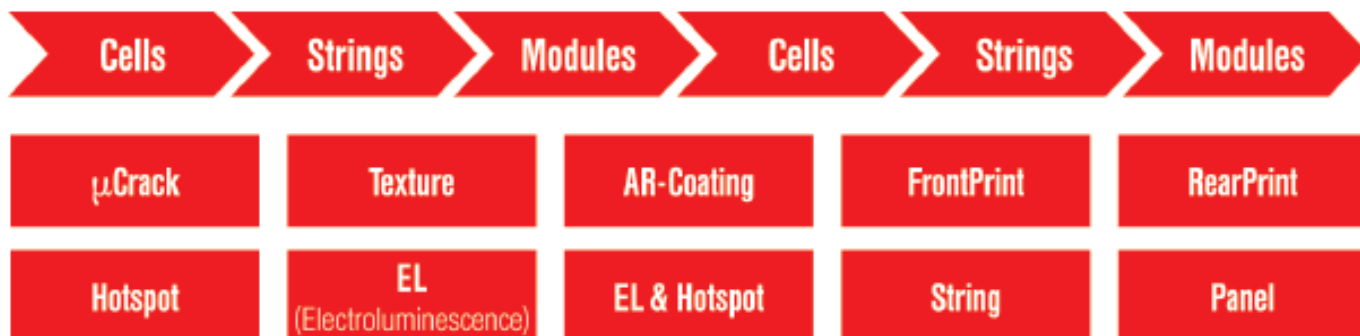 Cells Strings Modules Cells Strings Modules
μCrack Texture AR-Coating FrontPrint RearPrint
Hotspot EL EL & Hotspot String Panel
(Electroluminescence)